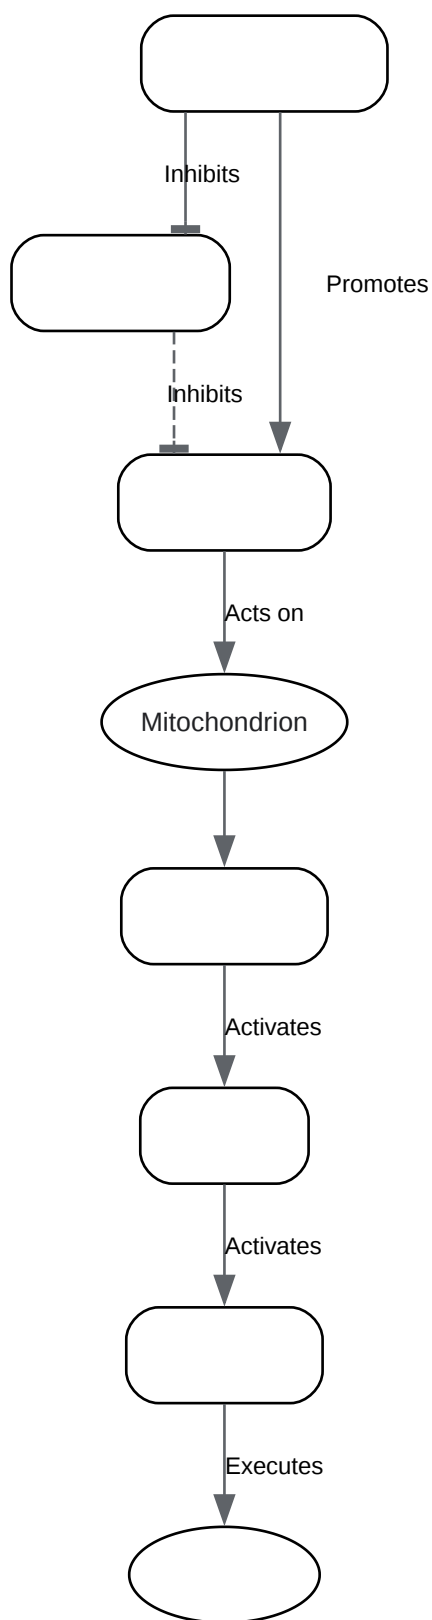 Inhibits
Promotes
Inhibits
Acts on
Mitochondrion
Activates
Activates
Executes